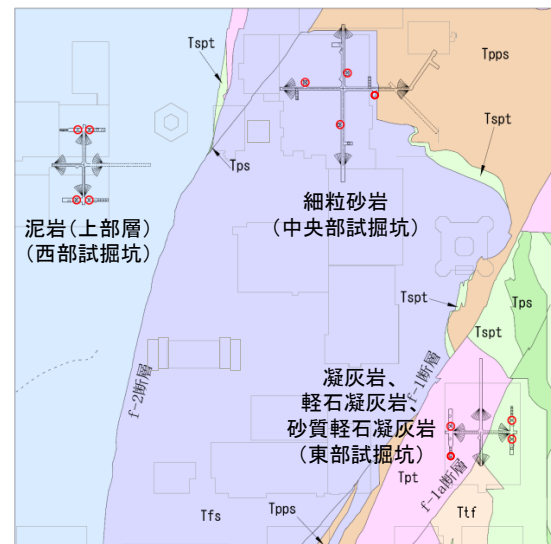 Tspt
Tpps
Tspt
Tps
泥岩(上部層)
(西部試掘坑)
細粒砂岩
(中央部試掘坑)
Tspt
Tps
Tspt
f-2断層
f-1断層
凝灰岩、
軽石凝灰岩、
砂質軽石凝灰岩
(東部試掘坑)
Tpt
f-1a断層
Tpps
Tfs
Ttf